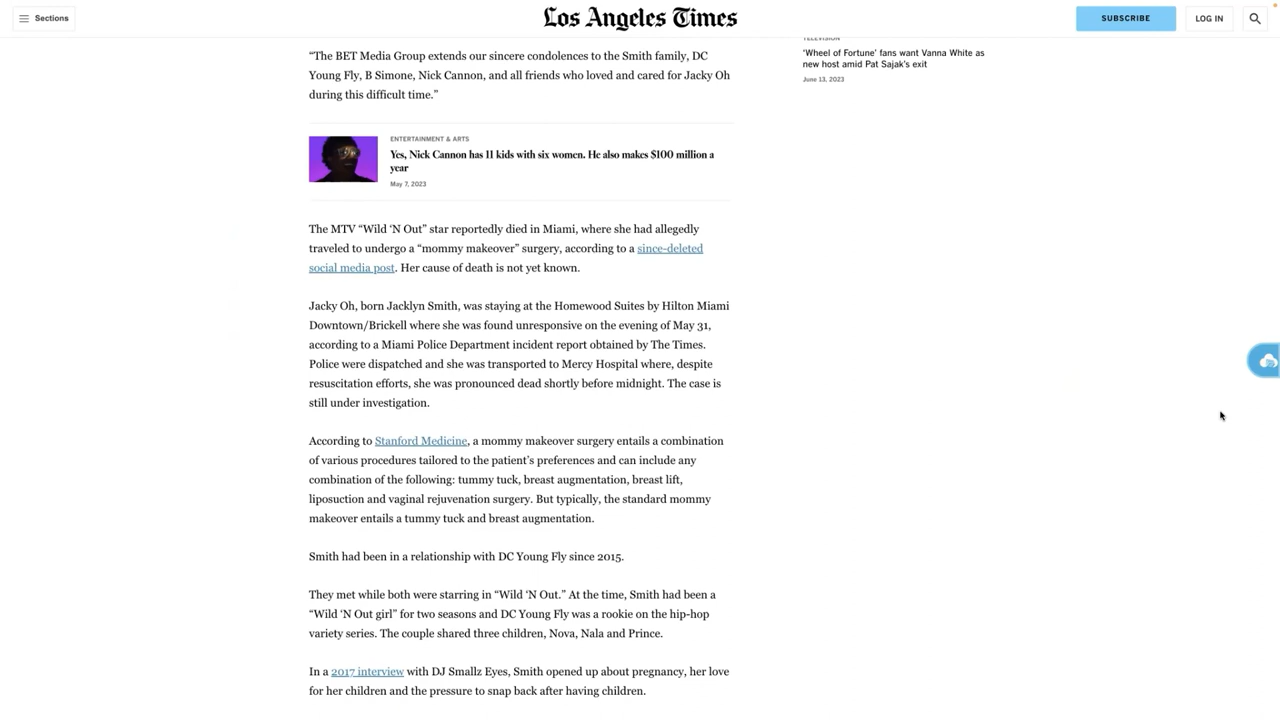 Sections
Los Angeles Times
SUBSCRIBE
LOG IN
“The BET Media Group extends our sincere condolences to the Smith family, DC
Young Fly, B Simone, Nick Cannon, and all friends who loved and cared for Jacky Oh
during this difficult time.”
ENTERTAINMENT & ARTS
Yes, Nick Cannon has 11 kids with six women. He also makes $100 million a
year
May 7, 2023
The MTV “Wild ‘N Out” star reportedly died in Miami, where she had allegedly
traveled to undergo a “mommy makeover” surgery, according to a since-deleted
social media post. Her cause of death is not yet known.
Jacky Oh, born Jacklyn Smith, was staying at the Homewood Suites by Hilton Miami
Downtown/Brickell where she was found unresponsive on the evening of May 31,
according to a Miami Police Department incident report obtained by The Times.
Police were dispatched and she was transported to Mercy Hospital where, despite
resuscitation efforts, she was pronounced dead shortly before midnight. The case is
still under investigation.
According to Stanford Medicine, a mommy makeover surgery entails a combination
of various procedures tailored to the patient’s preferences and can include any
combination of the following: tummy tuck, breast augmentation, breast lift,
liposuction and vaginal rejuvenation surgery. But typically, the standard mommy
makeover entails a tummy tuck and breast augmentation.
Smith had been in a relationship with DC Young Fly since 2015.
They met while both were starring in “Wild ‘N Out.” At the time, Smith had been a
“Wild ‘N Out girl” for two seasons and DC Young Fly was a rookie on the hip-hop
variety series. The couple shared three children, Nova, Nala and Prince.
In a 2017 interview with DJ Smallz Eyes, Smith opened up about pregnancy, her love
for her children and the pressure to snap back after having children.
TELEVISION
‘Wheel of Fortune’ fans want Vanna White as
new host amid Pat Sajak’s exit
June 13, 2023